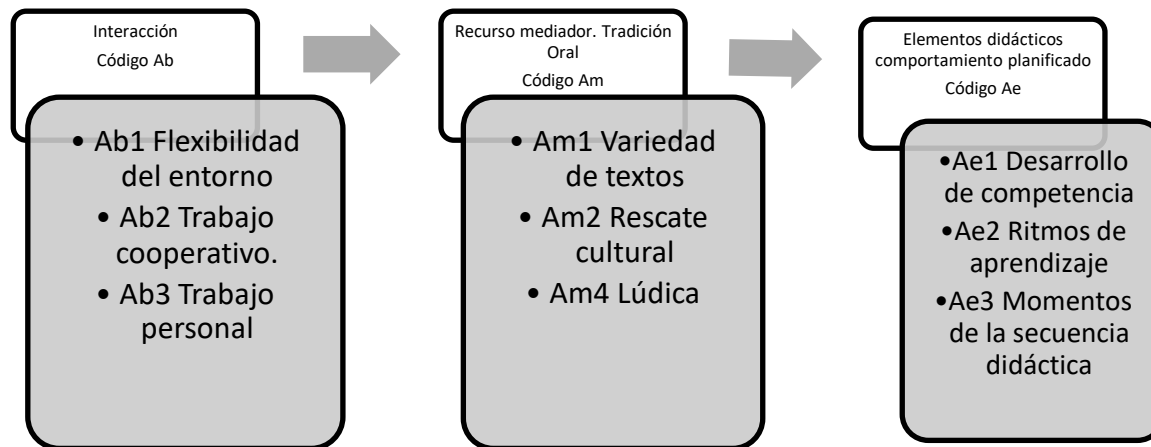 Interacción
Código Ab
• Ab1 Flexibilidad
del entorno
• Ab2 Trabajo
cooperativo.
• Ab3 Trabajo
personal
Recurso mediador. Tradición
Oral
Código Am
• Am1 Variedad
de textos
• Am2 Rescate
cultural
• Am4 Lúdica
Elementos didácticos
comportamiento planificado
Código Ae
•Ae1 Desarrollo
de competencia
•Ae2 Ritmos de
aprendizaje
•Ae3 Momentos
de la secuencia
didáctica